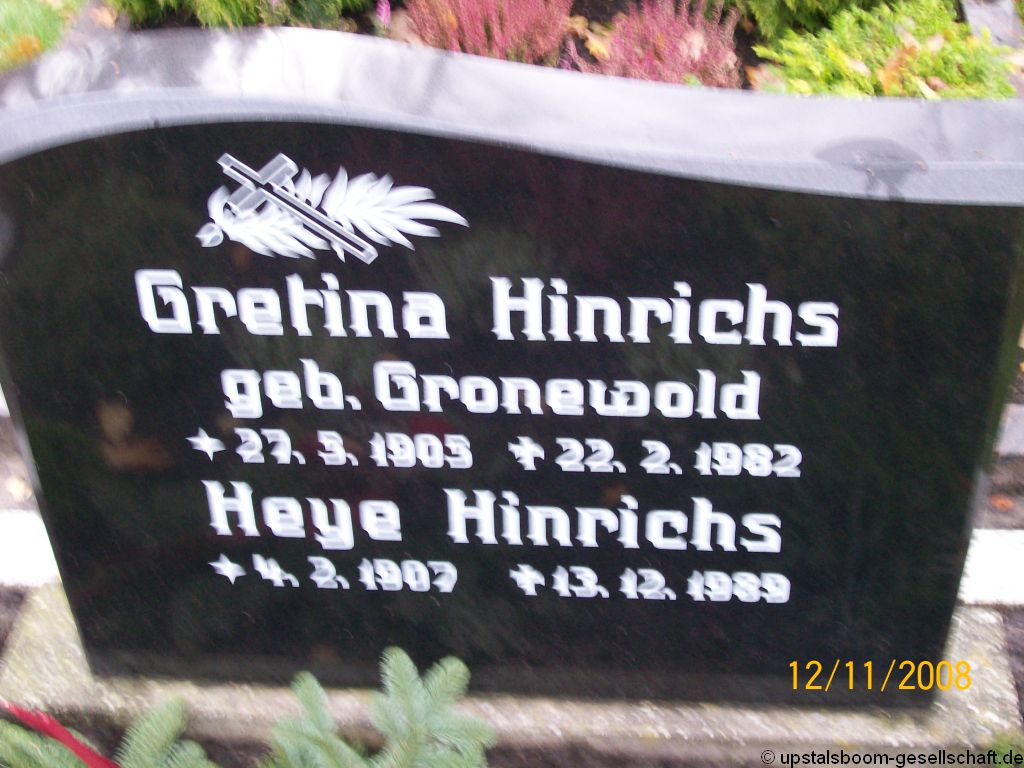 Gretina Hinrichs
geb. Gronewold
27. 3. 1905 22. 2. 1982
Heye Hinrichs
4. 2. 1907 13. 12. 1989
12/11/2008
© upstalsboom-gesellschaft.de